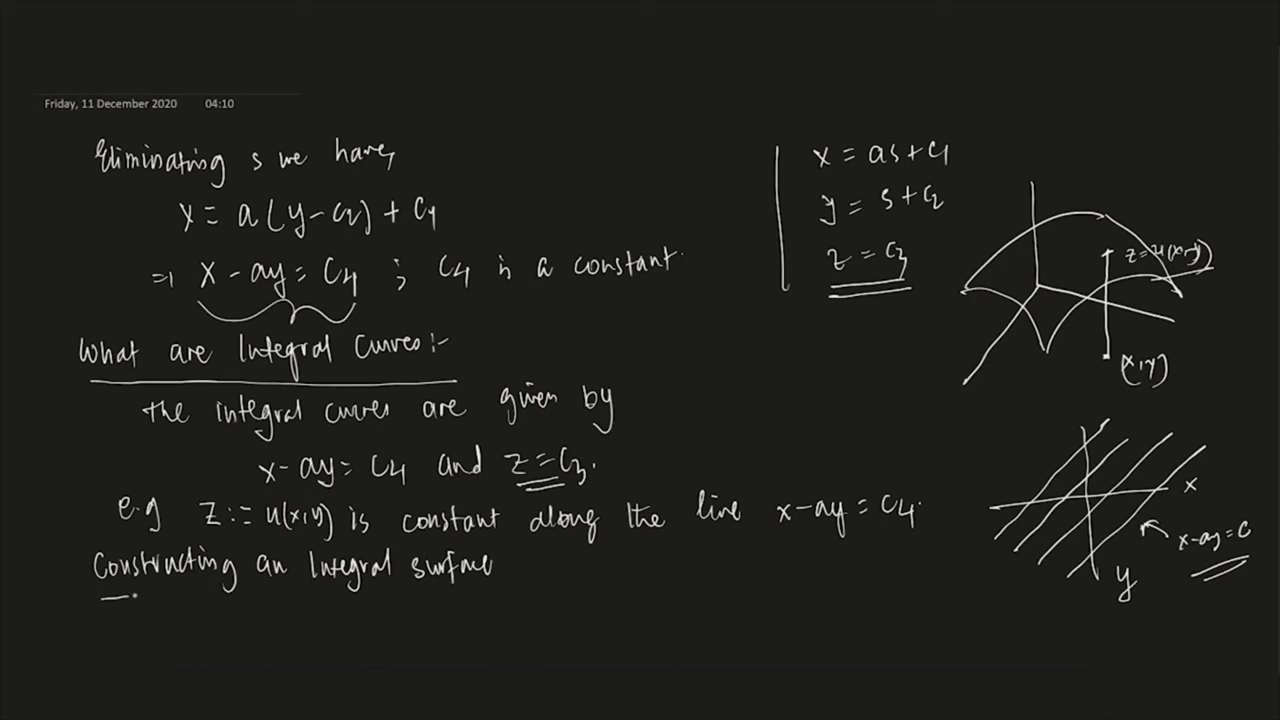 Friday, 11 December 2020 04:10
Eliminating s we have,
x = a(y-c2) + C1
⇒ x - ay = C4 ; C4 is a constant.
What are Integral Curves:-
the integral curves are given by
x-ay = C4 and z = C3.
e.g z := u(x,y) is constant along the line x-ay = C4.
Constructing an Integral surface
x = as+c1
y = s+c2
z = c3
z = u(x,y)
(x,y)
x
x-ay = c
y